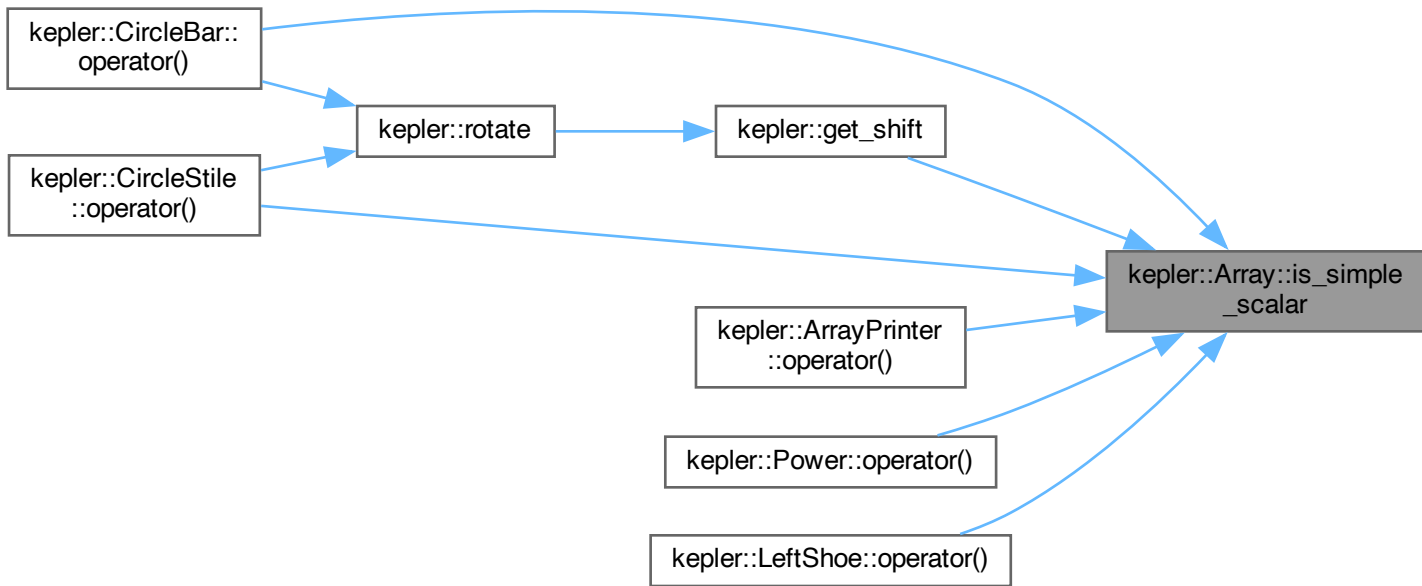 kepler::CircleBar::
operator()
kepler::rotate
kepler::get_shift
kepler::CircleStile
::operator()
kepler::Array::is_simple
_scalar
kepler::ArrayPrinter
::operator()
kepler::Power::operator()
kepler::LeftShoe::operator()